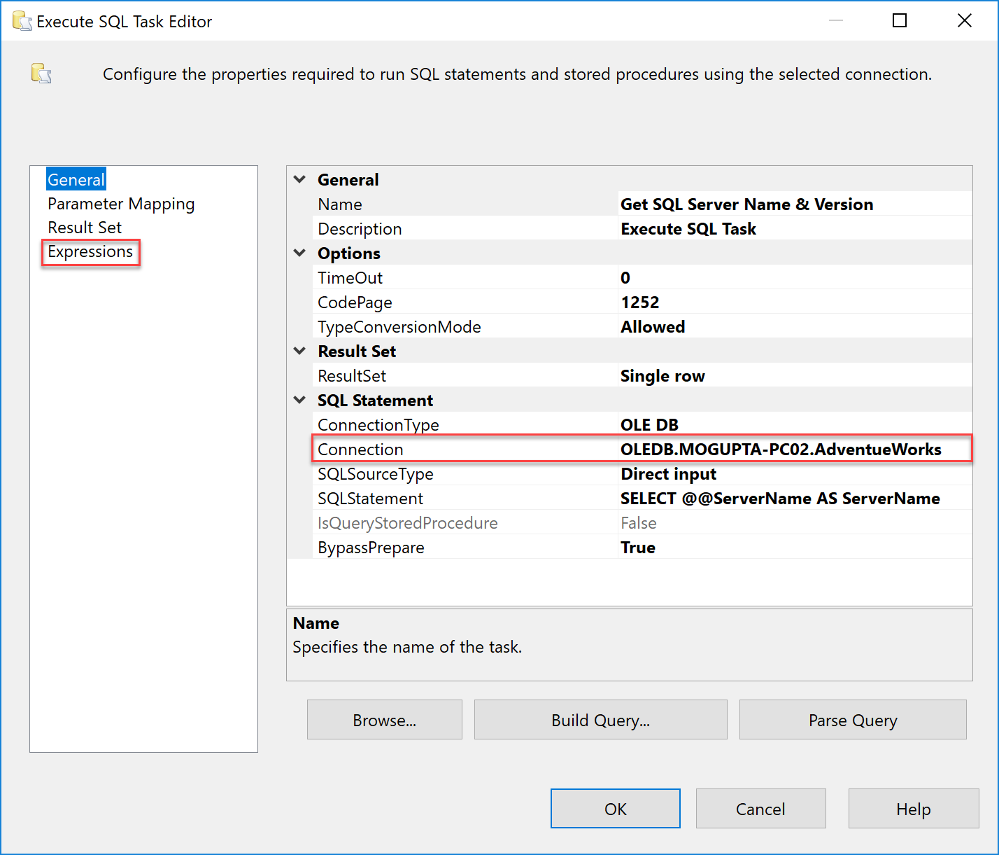 Execute SQL Task Editor
Configure the properties required to run SQL statements and stored procedures using the selected connection.
General
Parameter Mapping
Result Set
Expressions
General
Name Get SQL Server Name & Version
Description Execute SQL Task
Options
TimeOut 0
CodePage 1252
TypeConversionMode Allowed
Result Set
ResultSet Single row
SQL Statement
ConnectionType OLE DB
Connection OLEDB.MOGUPTA-PC02.AdventueWorks
SQLSourceType Direct input
SQLStatement SELECT @@ServerName AS ServerName
IsQueryStoredProcedure False
BypassPrepare True
Name
Specifies the name of the task.
Browse... Build Query... Parse Query
OK Cancel Help